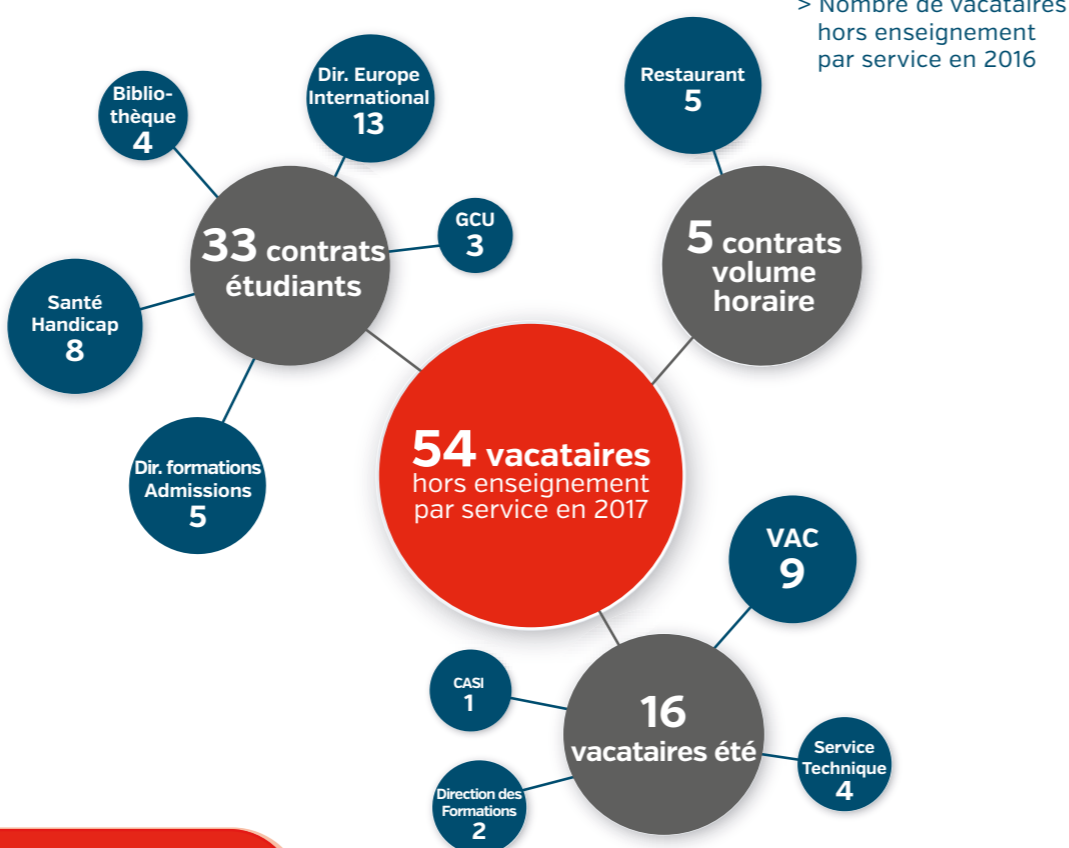 > Nombre de vacataires
hors enseignement
par service en 2016
Biblio-
thèque
4
Dir. Europe
International
13
GCU
3
Santé
Handicap
8
Dir. formations
Admissions
5
33 contrats
étudiants
Restaurant
5
5 contrats
volume
horaire
54 vacataires
hors enseignement
par service en 2017
VAC
9
CASI
1
16
vacataires été
Service
Technique
4
Direction des
Formations
2